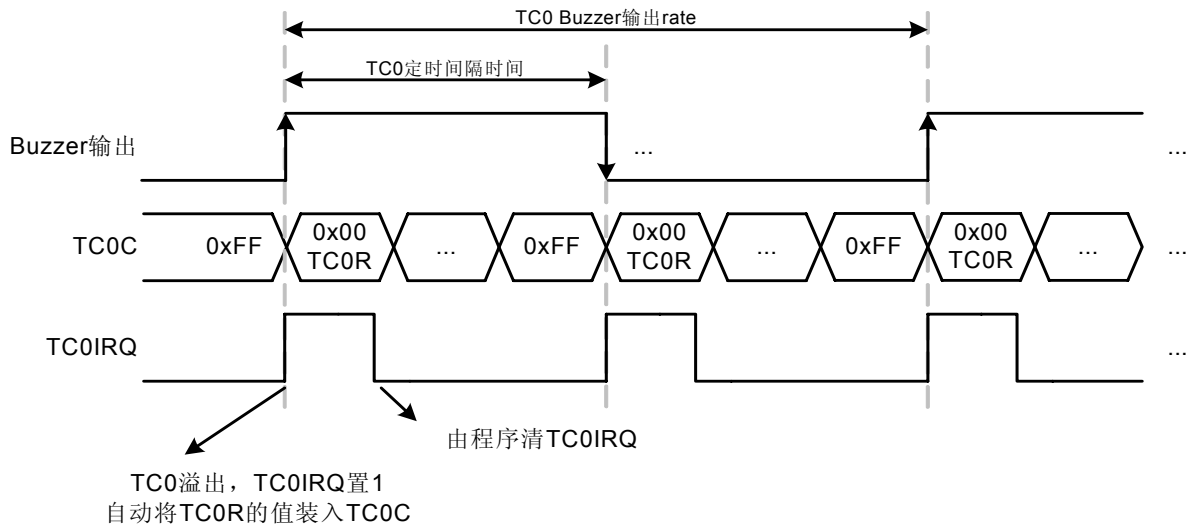 TC0 Buzzer输出rate
TC0定时间隔时间
Buzzer输出
...
...
TC0C
0xFF
0x00
TC0R
...
0xFF
0x00
TC0R
...
0xFF
0x00
TC0R
...
...
TC0IRQ
...
由程序清TC0IRQ
TC0溢出，TC0IRQ置1
自动将TC0R的值装入TC0C